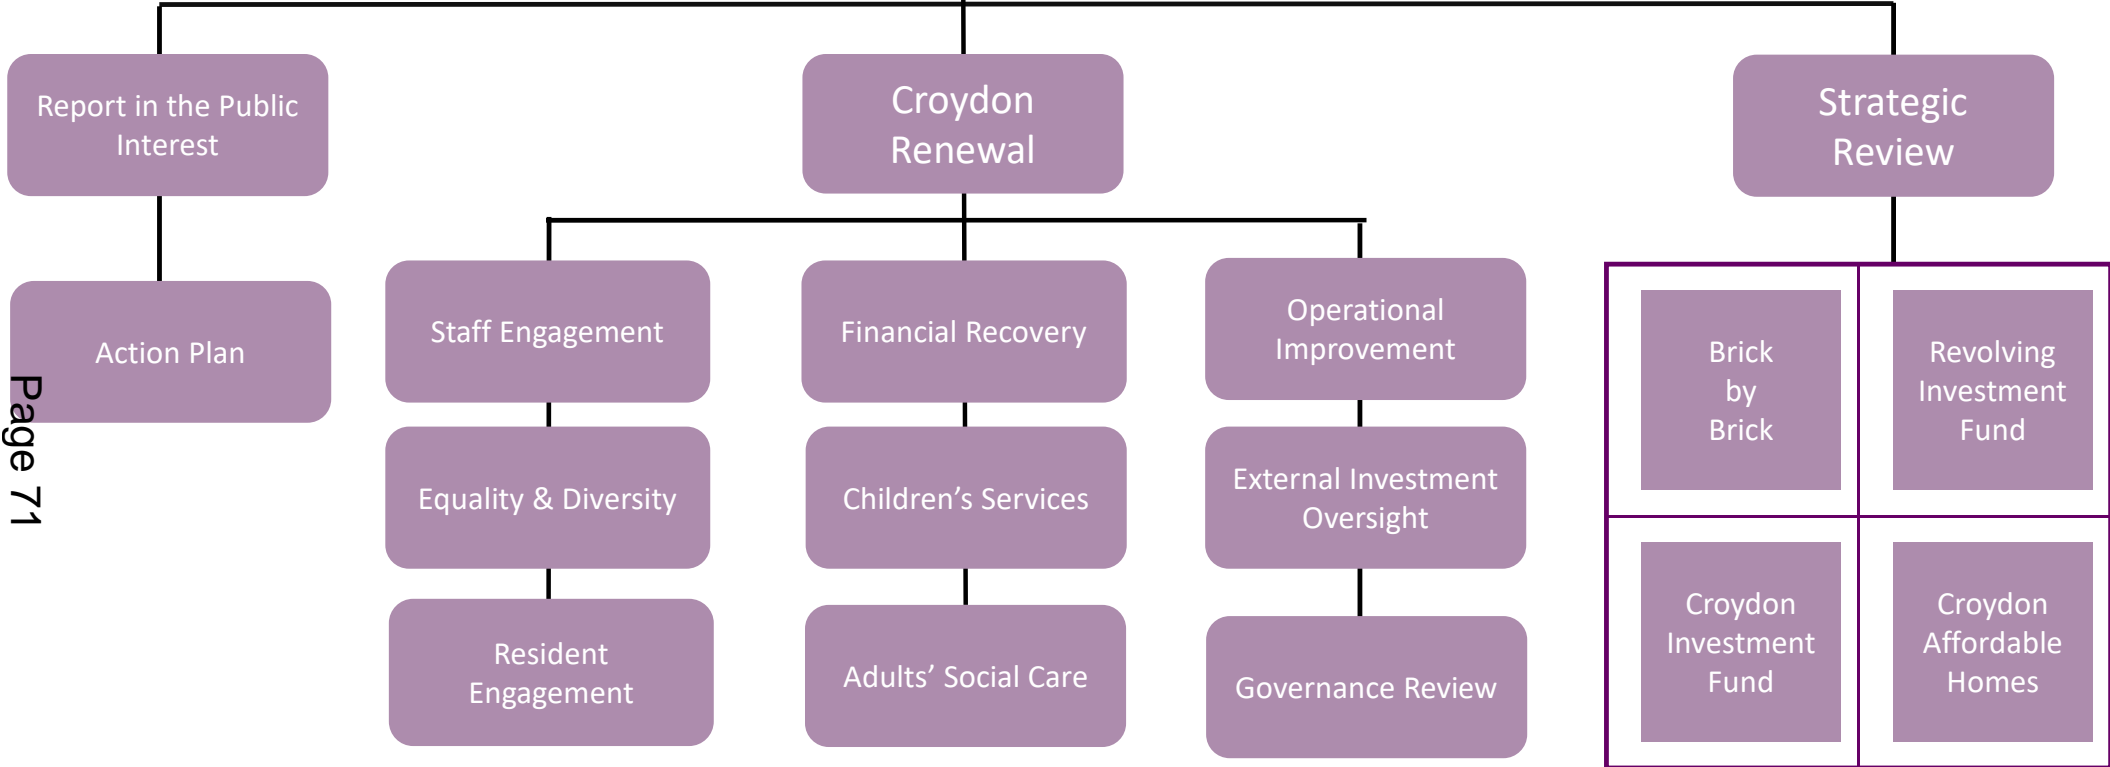 Report in the Public
Interest
Croydon
Renewal
Strategic
Review
Action Plan
Staff Engagement
Equality & Diversity
Resident
Engagement
Financial Recovery
Children’s Services
Adults’ Social Care
Operational
Improvement
External Investment
Oversight
Governance Review
Brick
by
Brick
Revolving
Investment
Fund
Croydon
Investment
Fund
Croydon
Affordable
Homes
Page 71